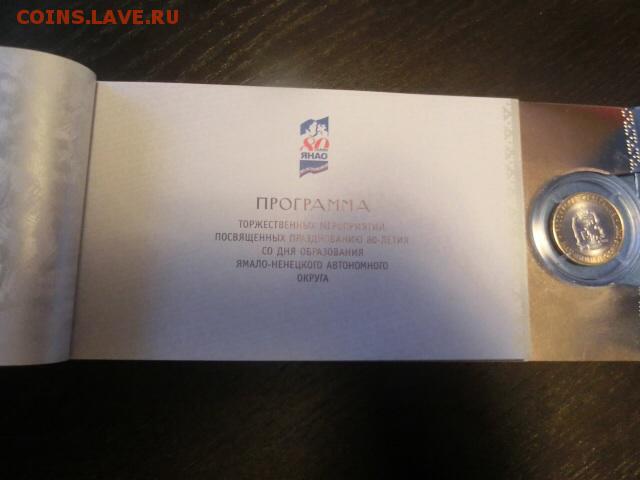 COINS.LAVE.RU
80
ЯНАО
ПРОГРАММА
ТОРЖЕСТВЕННЫХ МЕРОПРИЯТИЙ,
ПОСВЯЩЕННЫХ ПРАЗДНОВАНИЮ 80-ЛЕТИЯ
СО ДНЯ ОБРАЗОВАНИЯ
ЯМАЛО-НЕНЕЦКОГО АВТОНОМНОГО
ОКРУГА